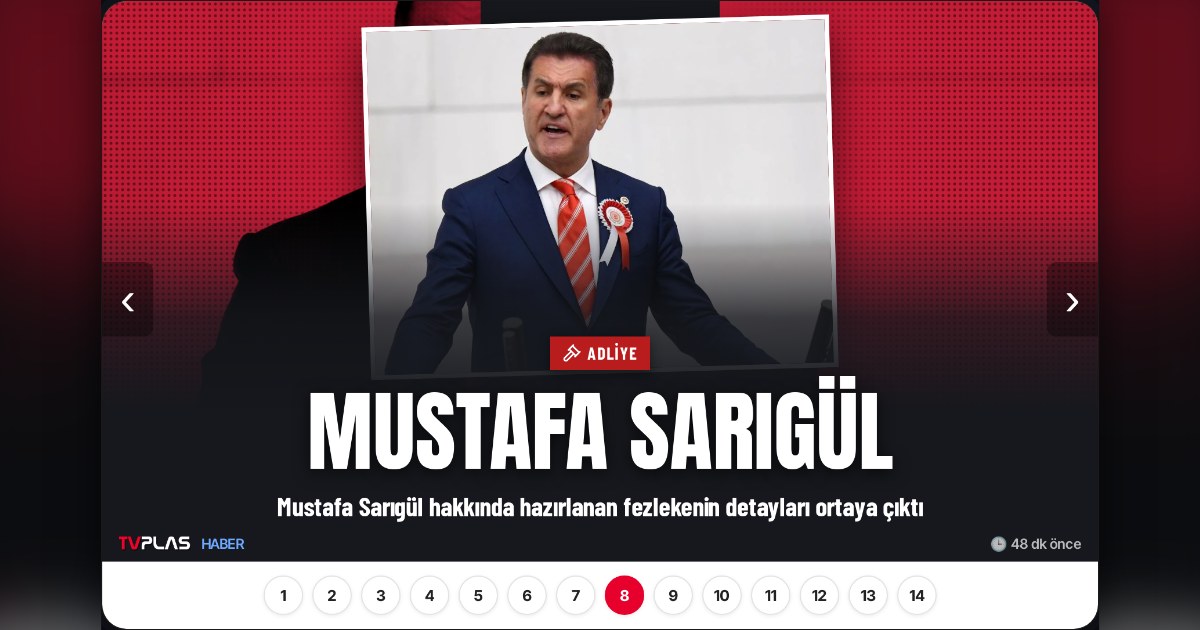 ADLİYE
MUSTAFA SARIGÜL
Mustafa Sarıgül hakkında hazırlanan fezlekenin detayları ortaya çıktı
TVPLAS HABER
48 dk önce
1 2 3 4 5 6 7 8 9 10 11 12 13 14